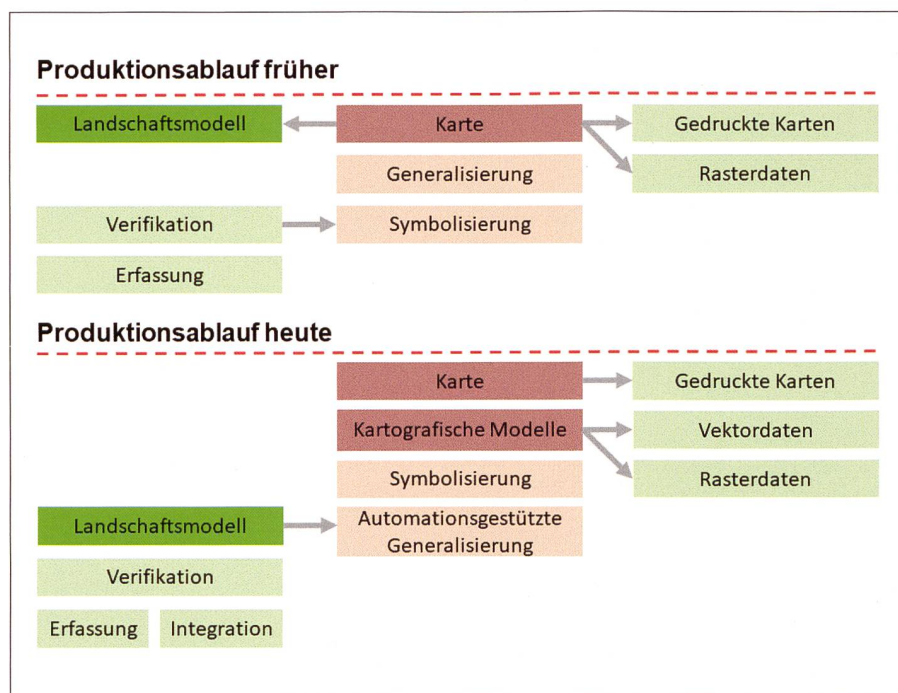 Produktionsablauf früher
Landschaftsmodell
Karte
Gedruckte Karten
Generalisierung
Rasterdaten
Verifikation
Symbolisierung
Erfassung
Produktionsablauf heute
Karte
Gedruckte Karten
Kartografische Modelle
Vektordaten
Symbolisierung
Rasterdaten
Landschaftsmodell
Automationsgestützte
Generalisierung
Verifikation
Erfassung
Integration